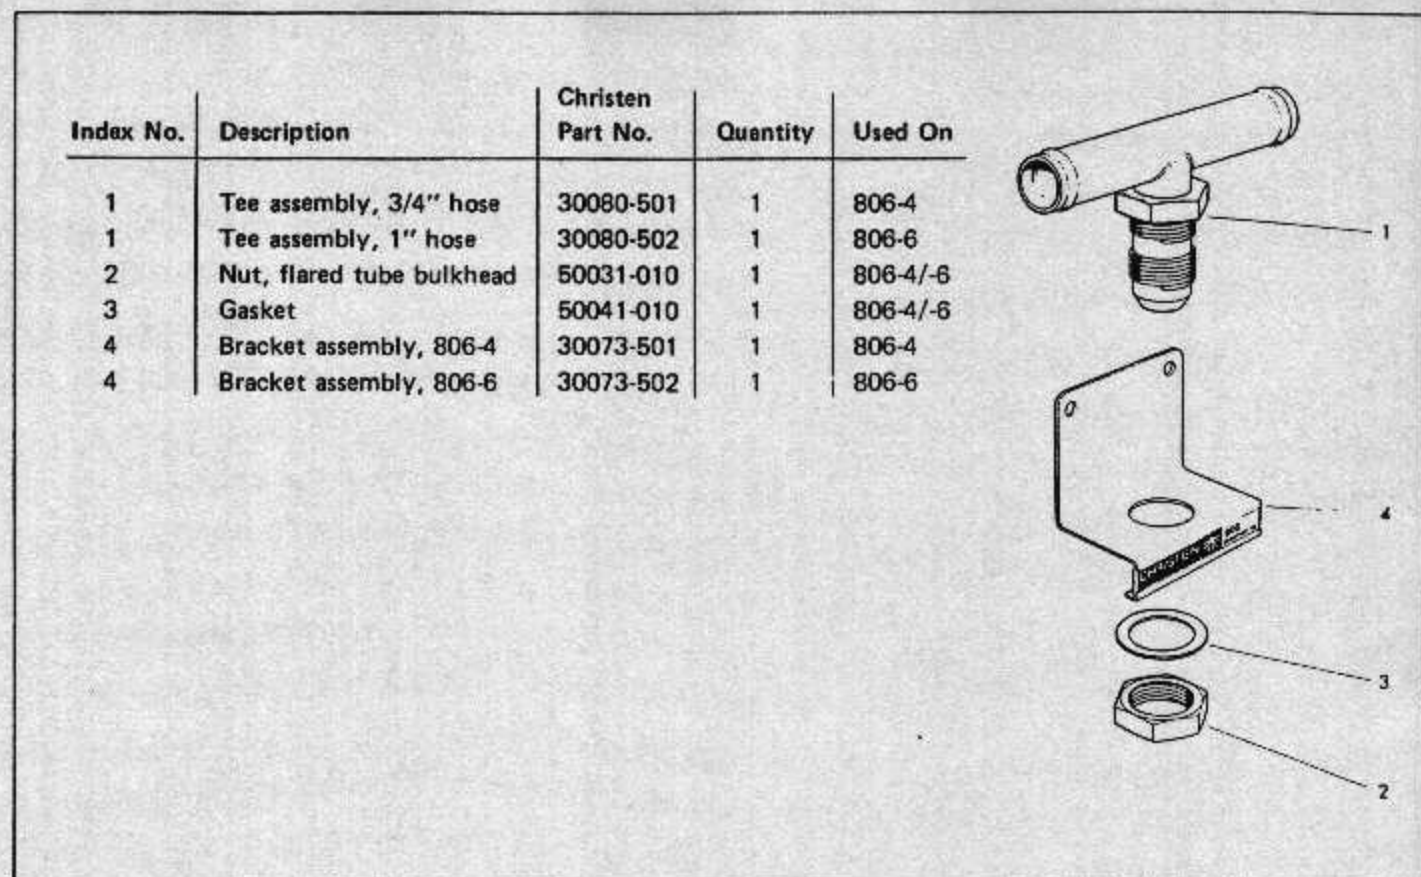 Index No. Description Christen Part No. Quantity Used On
1 Tee assembly, 3/4" hose 30080-501 1 806-4
1 Tee assembly, 1" hose 30080-502 1 806-6
2 Nut, flared tube bulkhead 50031-010 1 806-4/-6
3 Gasket 50041-010 1 806-4/-6
4 Bracket assembly, 806-4 30073-501 1 806-4
4 Bracket assembly, 806-6 30073-502 1 806-6
1
4
CHRISTEN
3
2